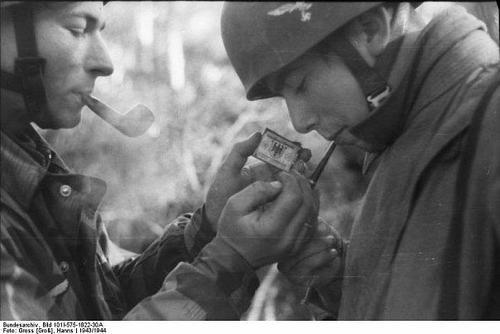 Bundesarchiv, Bild 101I-575-1822-30A
Foto: Gross [Groß], Hanns | 1943/1944